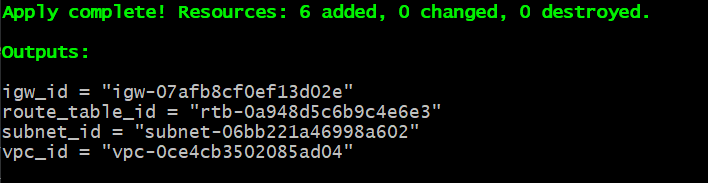 Apply complete! Resources: 6 added, 0 changed, 0 destroyed.
Outputs:
igw_id = "igw-07afb8cf0ef13d02e"
route_table_id = "rtb-0a948d5c6b9c4e6e3"
subnet_id = "subnet-06bb221a46998a602"
vpc_id = "vpc-0ce4cb3502085ad04"